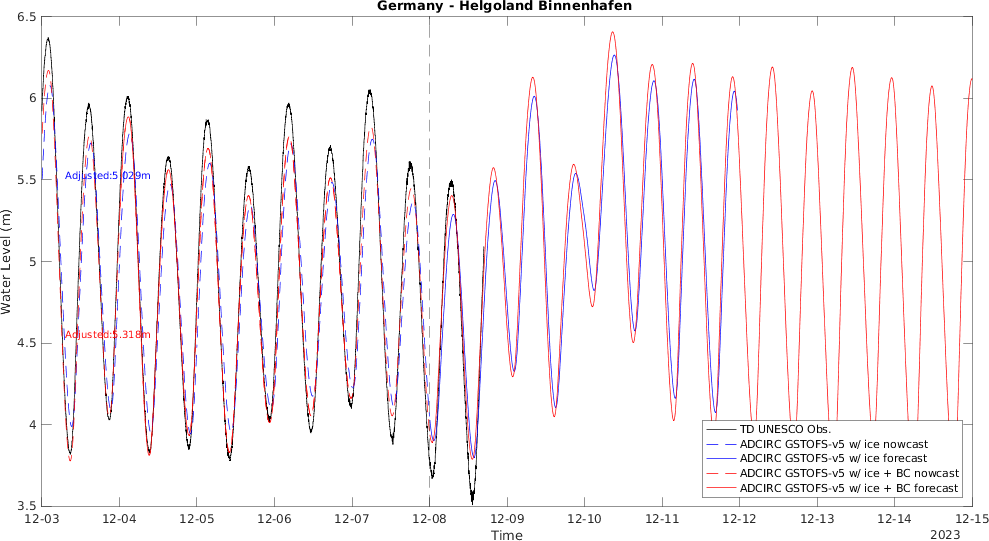 Germany - Helgoland Binnenhafen
6.5
6
5.5
5
4.5
4
3.5
Water Level (m)
Adjusted:5.029m
Adjusted:5.318m
TD UNESCO Obs.
ADCIRC GSTOFS-v5 w/ ice nowcast
ADCIRC GSTOFS-v5 w/ ice forecast
ADCIRC GSTOFS-v5 w/ ice + BC nowcast
ADCIRC GSTOFS-v5 w/ ice + BC forecast
12-03 12-04 12-05 12-06 12-07 12-08 12-09 12-10 12-11 12-12 12-13 12-14 12-15
Time
2023